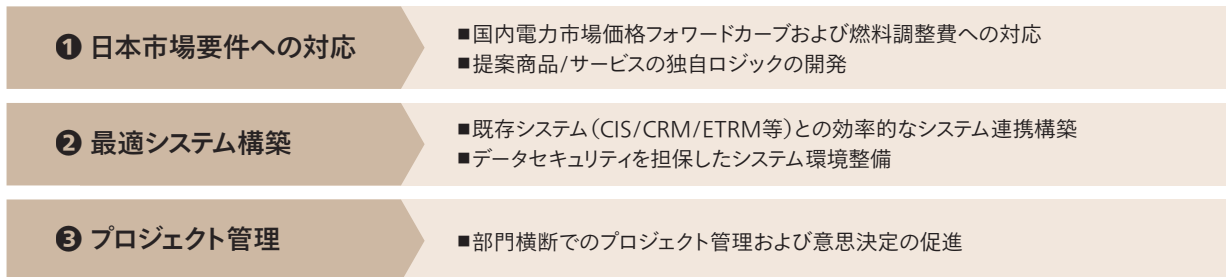 ❶ 日本市場要件への対応
■国内電力市場価格フォワードカーブおよび燃料調整費への対応
■提案商品/サービスの独自ロジックの開発
❷ 最適システム構築
■既存システム（CIS/CRM/ETRM等）との効率的なシステム連携構築
■データセキュリティを担保したシステム環境整備
❸ プロジェクト管理
■部門横断でのプロジェクト管理および意思決定の促進